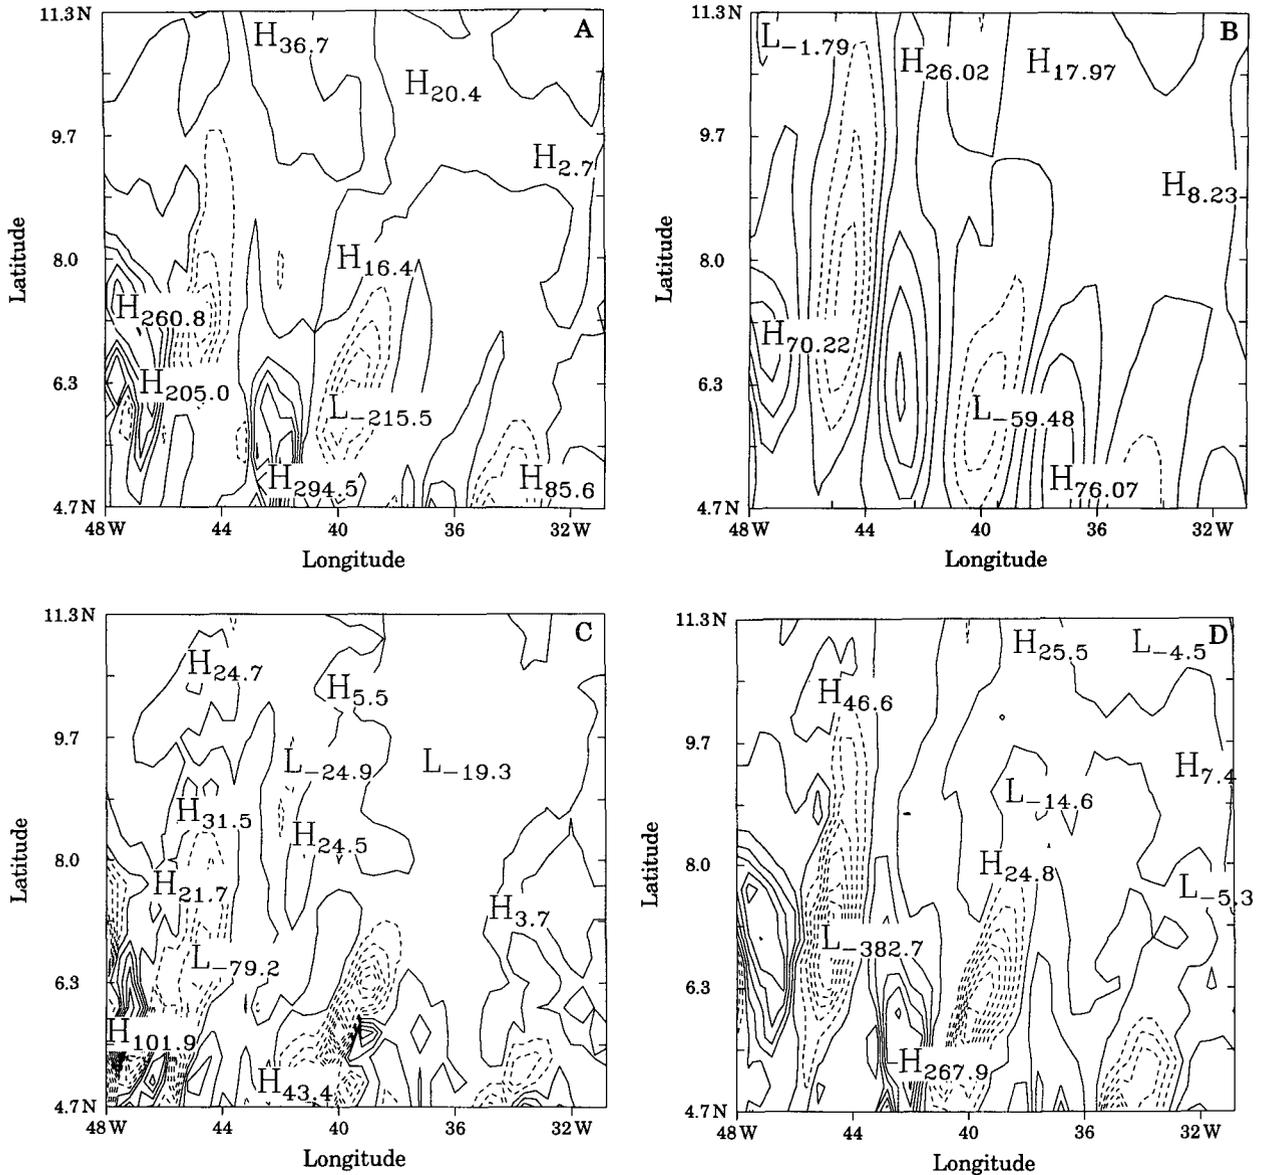 11.3N
H36.7
A
H20.4
9.7
H2.7
Latitude
8.0
H16.4
H260.8
6.3
H205.0
L-215.5
H294.5
H85.6
4.7N
48W 44 40 36 32W
Longitude
11.3N
L-1.79
B
H26.02
H17.97
9.7
H8.23
Latitude
8.0
H70.22
6.3
L-59.48
H76.07
4.7N
48W 44 40 36 32W
Longitude
11.3N
C
H24.7
H5.5
9.7
L-24.9
L-19.3
H31.5
Latitude
H24.5
8.0
H21.7
H3.7
L-79.2
6.3
H101.9
H43.4
4.7N
48W 44 40 36 32W
Longitude
11.3N
H25.5
L-4.5
D
H46.6
9.7
H7.4
L-14.6
Latitude
8.0
H24.8
L-5.3
L-382.7
6.3
H267.9
4.7N
48W 44 40 36 32W
Longitude